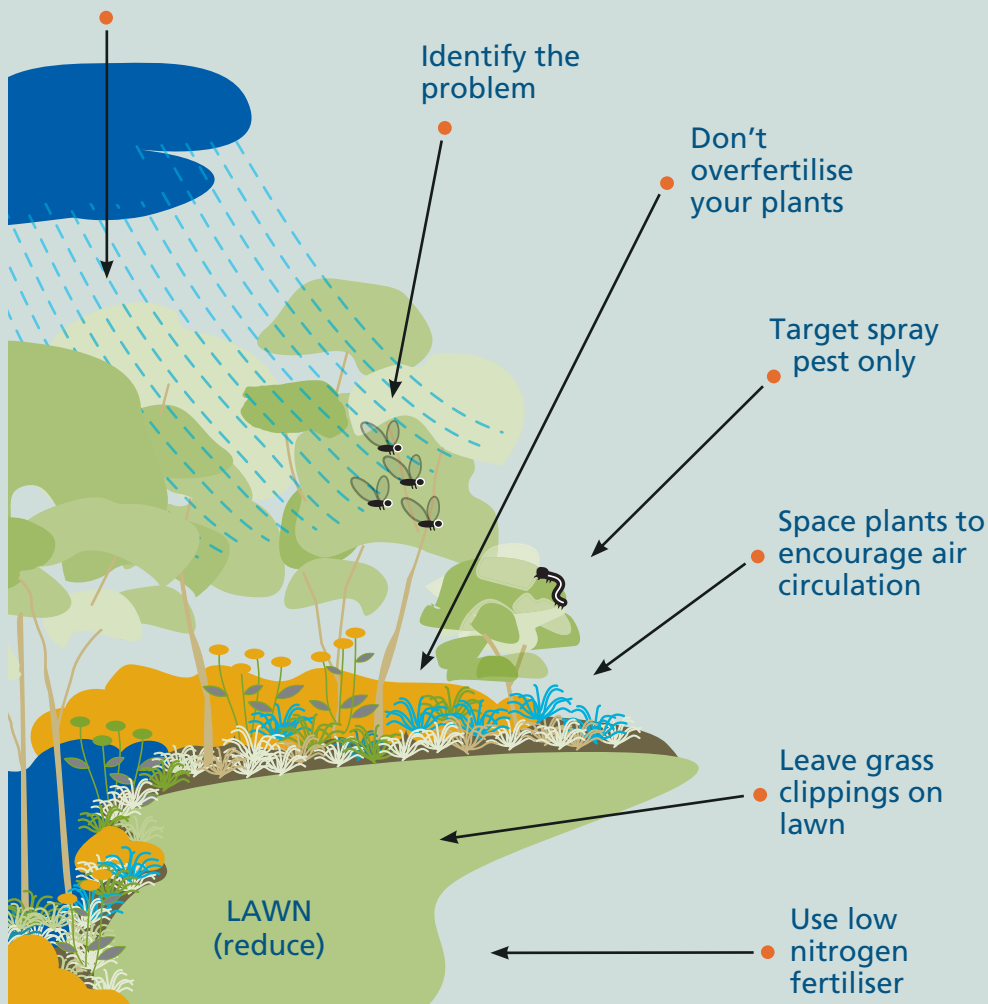 Identify the
problem
Don't
overfertilise
your plants
Target spray
pest only
Space plants to
encourage air
circulation
Leave grass
clippings on
lawn
LAWN
(reduce)
Use low
nitrogen
fertiliser